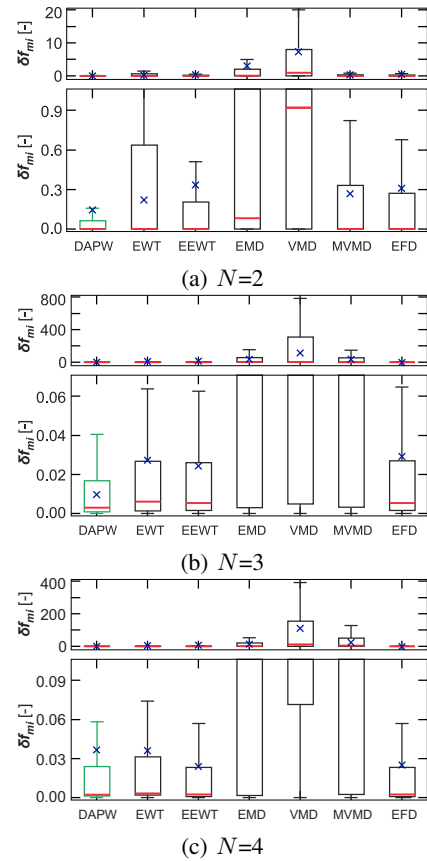 20
10
0
δf_mi [-]
0.9
0.6
0.3
0.0
δf_mi [-]
DAPW EWT EEWT EMD VMD MVMD EFD
(a) N=2
800
400
0
δf_mi [-]
0.06
0.04
0.02
0.00
δf_mi [-]
DAPW EWT EEWT EMD VMD MVMD EFD
(b) N=3
400
200
0
δf_mi [-]
0.09
0.06
0.03
0.00
δf_mi [-]
DAPW EWT EEWT EMD VMD MVMD EFD
(c) N=4